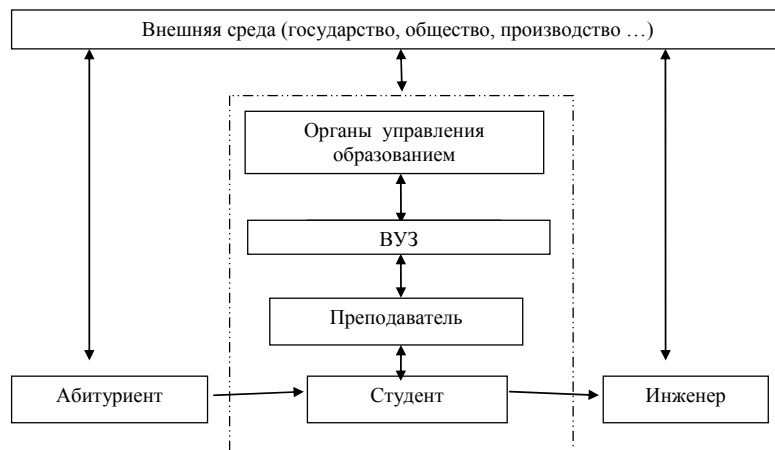 Внешняя среда (государство, общество, производство …)
Органы управления
образованием
ВУЗ
Преподаватель
Абитуриент
Студент
Инженер